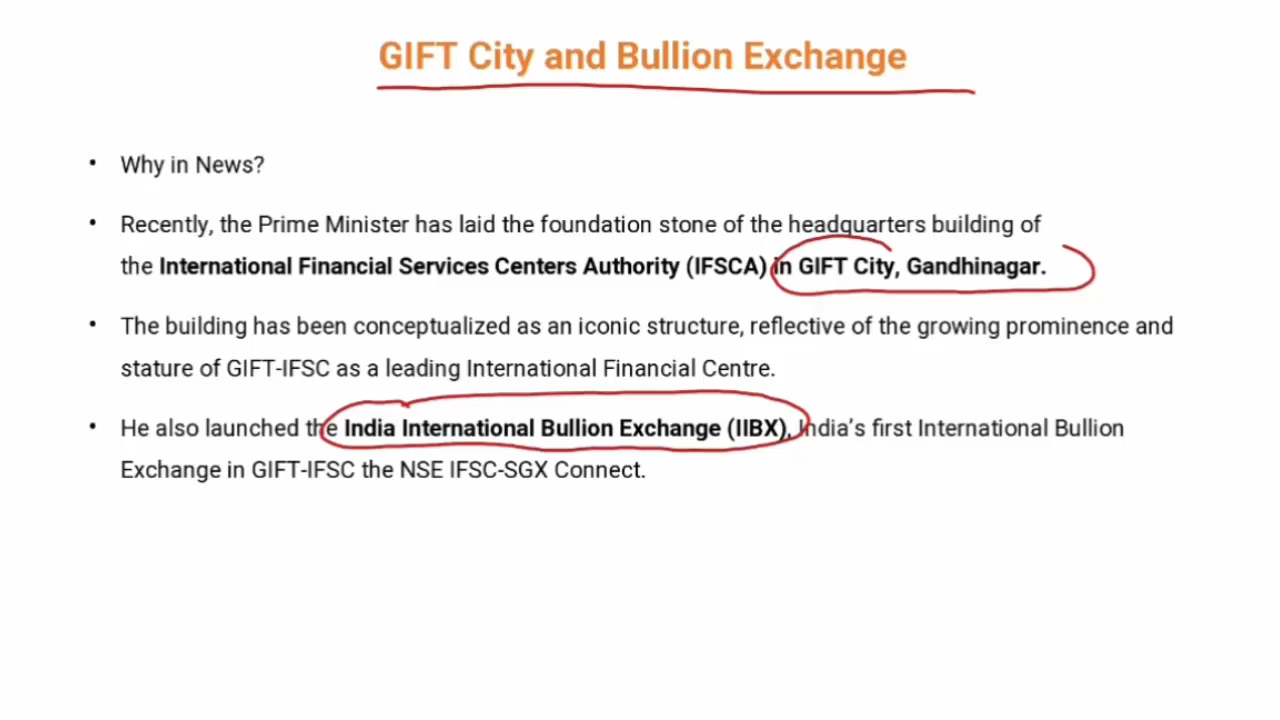 GIFT City and Bullion Exchange
• Why in News?
• Recently, the Prime Minister has laid the foundation stone of the headquarters building of
the International Financial Services Centers Authority (IFSCA) in GIFT City, Gandhinagar.
• The building has been conceptualized as an iconic structure, reflective of the growing prominence and
stature of GIFT-IFSC as a leading International Financial Centre.
• He also launched the India International Bullion Exchange (IIBX), India's first International Bullion
Exchange in GIFT-IFSC the NSE IFSC-SGX Connect.